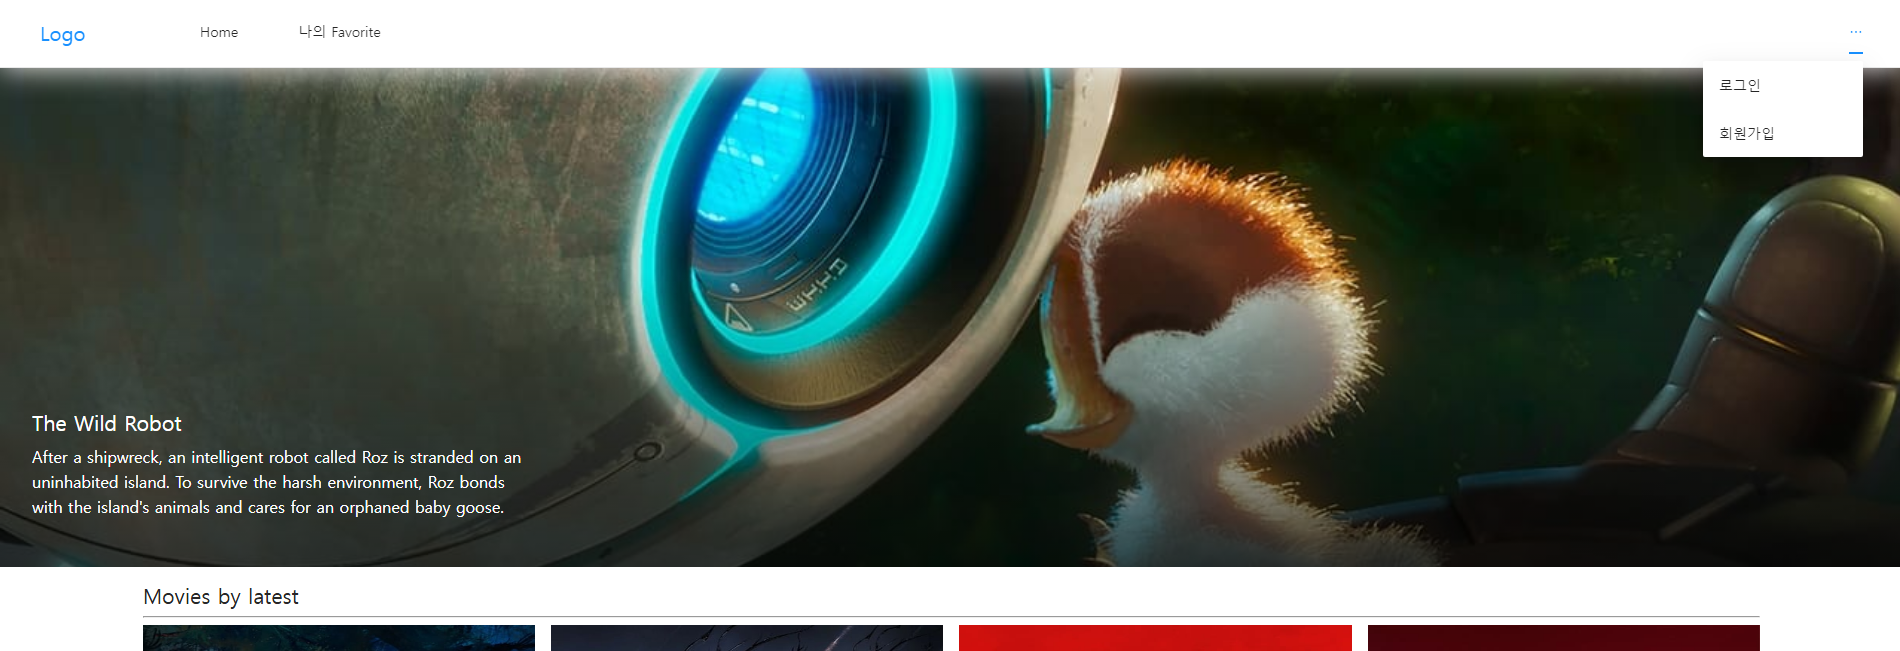 Logo
Home
나의 Favorite
...
로그인
회원가입
The Wild Robot
After a shipwreck, an intelligent robot called Roz is stranded on an
uninhabited island. To survive the harsh environment, Roz bonds
with the island's animals and cares for an orphaned baby goose.
Movies by latest